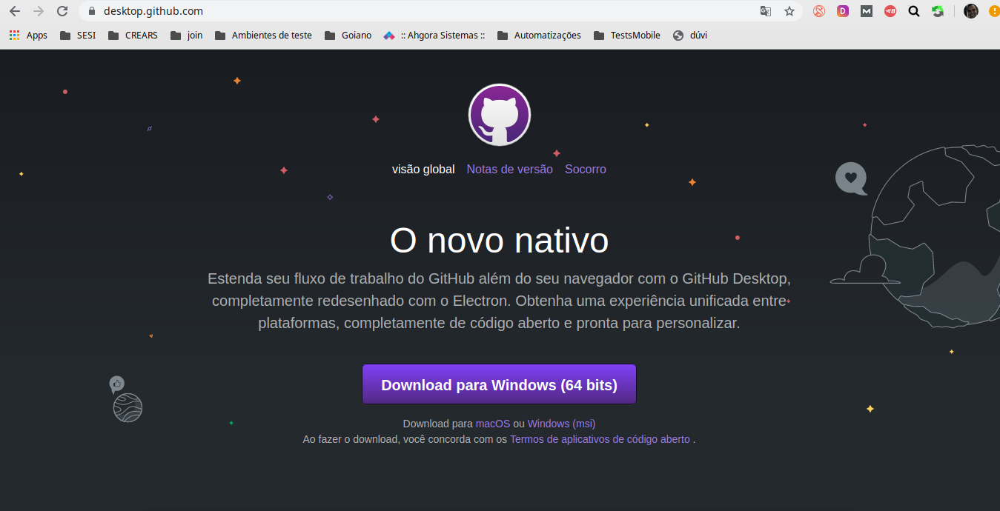 desktop.github.com
Apps SESI CREARS join Ambientes de teste Goiano :: Ahgora Sistemas :: Automatizações TestsMobile dúvi
visão global Notas de versão Socorro
O novo nativo
Estenda seu fluxo de trabalho do GitHub além do seu navegador com o GitHub Desktop,
completamente redesenhado com o Electron. Obtenha uma experiência unificada entre
plataformas, completamente de código aberto e pronta para personalizar.
Download para Windows (64 bits)
Download para macOS ou Windows (msi)
Ao fazer o download, você concorda com os Termos de aplicativos de código aberto .